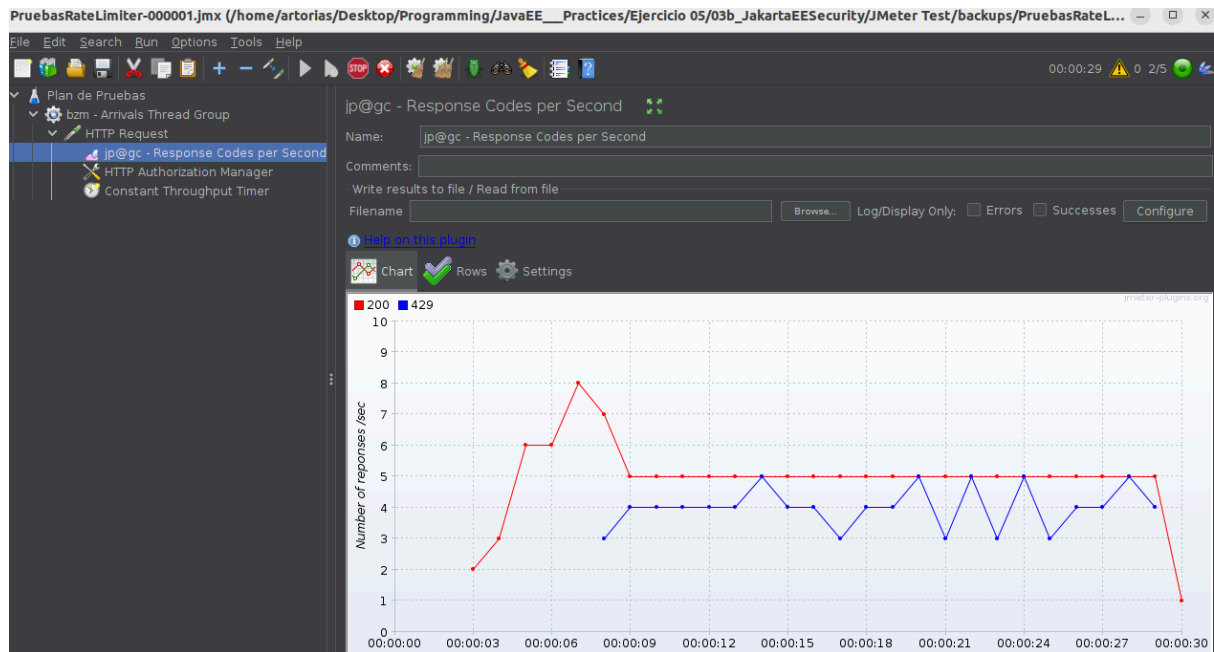 PruebasRateLimiter-000001.jmx (/home/artorias/Desktop/Programming/JavaEE___Practices/Ejercicio 05/03b_JakartaEESecurity/JMeter Test/backups/PruebasRateL...
File Edit Search Run Options Tools Help
STOP
00:00:29 0 2/5
Plan de Pruebas
bzm - Arrivals Thread Group
HTTP Request
jp@gc - Response Codes per Second
HTTP Authorization Manager
Constant Throughput Timer
jp@gc - Response Codes per Second
Name: jp@gc - Response Codes per Second
Comments:
Write results to file / Read from file
Filename Browse... Log/Display Only: Errors Successes Configure
Help on this plugin
Chart Rows Settings
jmeter-plugins.org
200 429
10
9
8
7
6
5
4
3
2
1
0
Number of reponses /sec
00:00:00 00:00:03 00:00:06 00:00:09 00:00:12 00:00:15 00:00:18 00:00:21 00:00:24 00:00:27 00:00:30